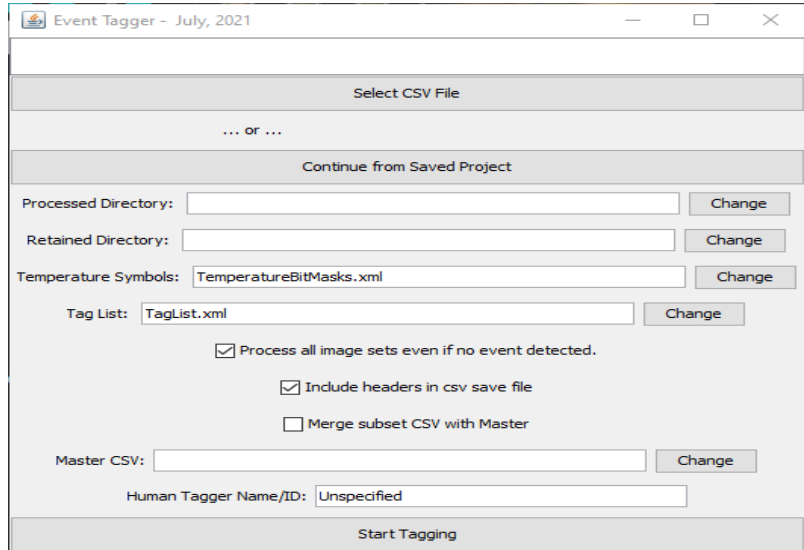 Event Tagger - July, 2021
Select CSV File
... or ...
Continue from Saved Project
Processed Directory: Change
Retained Directory: Change
Temperature Symbols: TemperatureBitMasks.xml Change
Tag List: TagList.xml Change
Process all image sets even if no event detected.
Include headers in csv save file
Merge subset CSV with Master
Master CSV: Change
Human Tagger Name/ID: Unspecified
Start Tagging